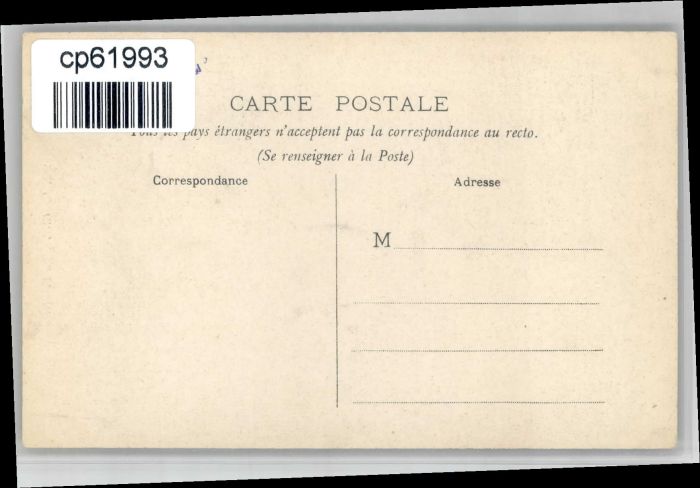 cp61993
CARTE POSTALE
Tous les pays étrangers n'acceptent pas la correspondance au recto.
(Se renseigner à la Poste)
Correspondance
Adresse
M